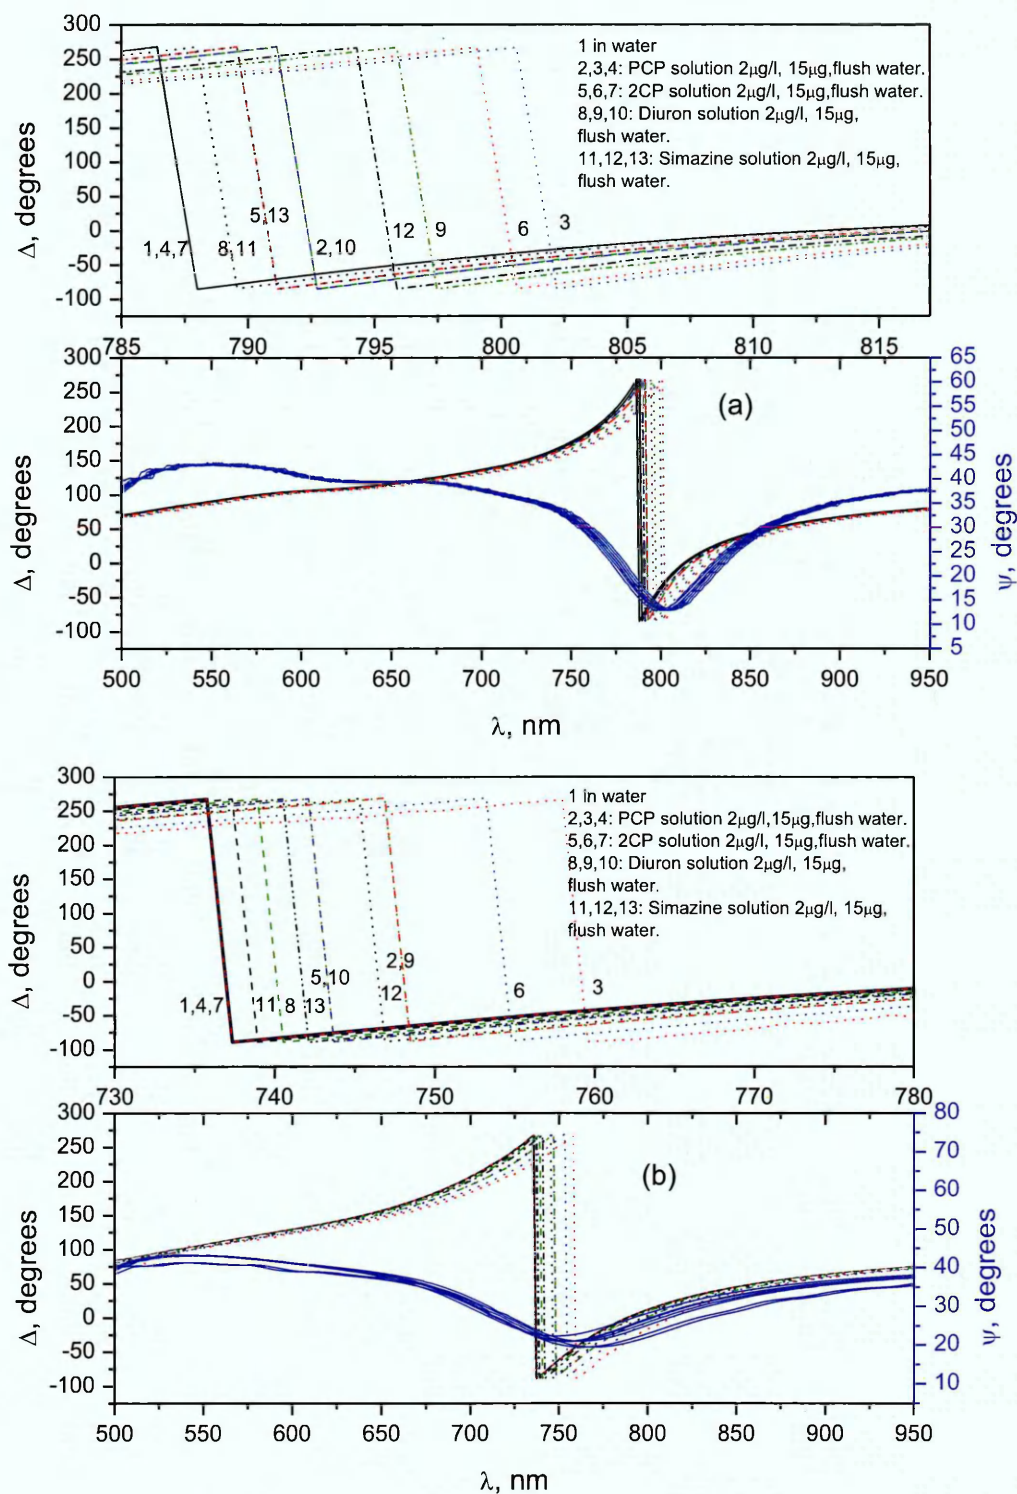 300
250
200
150
100
50
0
-50
-100
Δ, degrees
1 in water
2,3,4: PCP solution 2µg/l, 15µg,flush water.
5,6,7: 2CP solution 2µg/l, 15µg,flush water.
8,9,10: Diuron solution 2µg/l, 15µg,
flush water.
11,12,13: Simazine solution 2µg/l, 15µg,
flush water.
1,4,7
8,11
5,13
2,10
12
9
6
3
785 790 795 800 805 810 815
300
250
200
150
100
50
0
-50
-100
Δ, degrees
(a)
65
60
55
50
45
40
35
30
25
20
15
10
5
ψ, degrees
500 550 600 650 700 750 800 850 900 950
λ, nm
300
250
200
150
100
50
0
-50
-100
Δ, degrees
1 in water
2,3,4: PCP solution 2µg/l,15µg,flush water.
5,6,7: 2CP solution 2µg/l, 15µg,flush water.
8,9,10: Diuron solution 2µg/l, 15µg,
flush water.
11,12,13: Simazine solution 2µg/l, 15µg,
flush water.
1,4,7
11
8
13
5,10
12
2,9
6
3
730 740 750 760 770 780
300
250
200
150
100
50
0
-50
-100
Δ, degrees
(b)
80
70
60
50
40
30
20
10
ψ, degrees
500 550 600 650 700 750 800 850 900 950
λ, nm